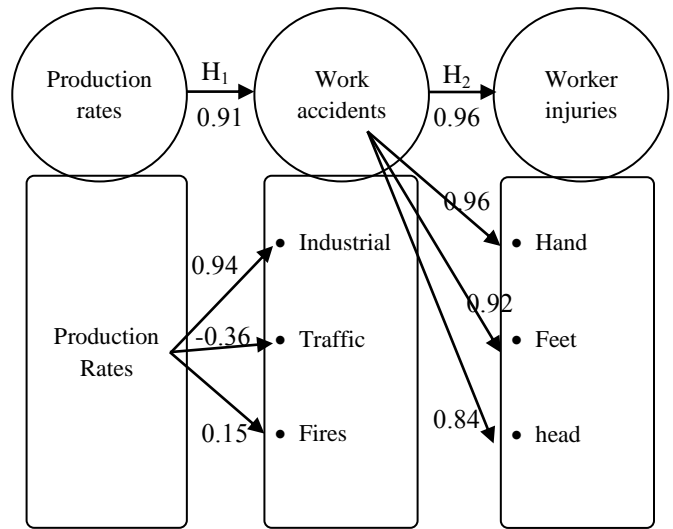 Production
rates
H₁
0.91
Work
accidents
H₂
0.96
Worker
injuries
Production
Rates
0.94
-0.36
0.15
• Industrial
• Traffic
• Fires
0.96
0.92
0.84
• Hand
• Feet
• head